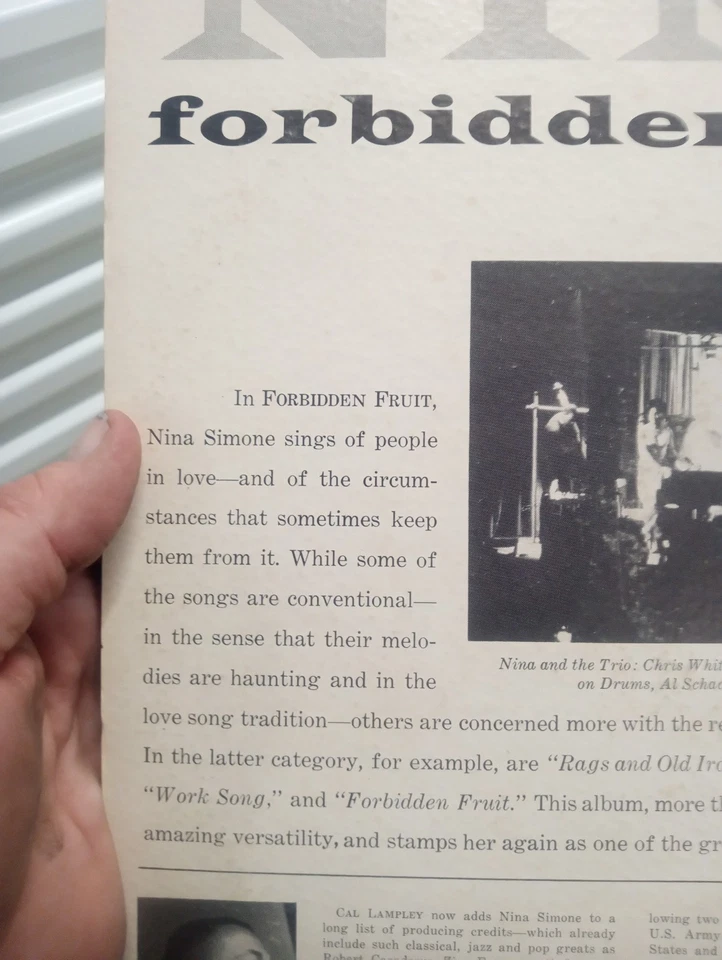 forbidden
In FORBIDDEN FRUIT,
Nina Simone sings of people
in love—and of the circum-
stances that sometimes keep
them from it. While some of
the songs are conventional—
in the sense that their melo-
dies are haunting and in the
love song tradition—others are concerned more with the
In the latter category, for example, are “Rags and Old
“Work Song,” and “Forbidden Fruit.” This album, more
amazing versatility, and stamps her again as one of the
Nina and the Trio: Chris
on Drums, Al
CAL LAMPLEY now adds Nina Simone to a
long list of producing credits—which already
include such classical, jazz and pop greats as
Robert
lowing two
U.S. Army
States and